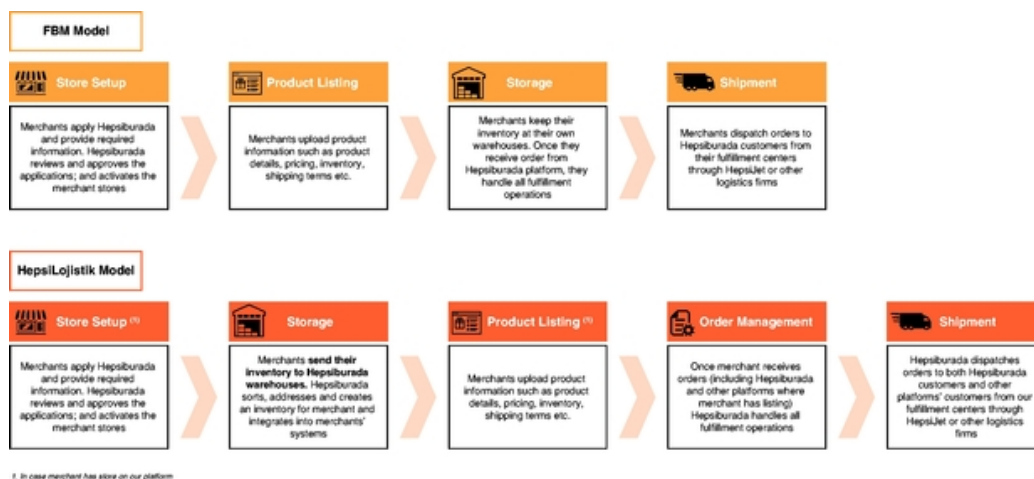 FBM Model
Store Setup
Merchants apply Hepsiburada
and provide required
information. Hepsiburada
reviews and approves the
applications; and activates the
merchant stores
Product Listing
Merchants upload product
information such as product
details, pricing, inventory,
shipping terms etc.
Storage
Merchants keep their
inventory at their own
warehouses. Once they
receive order from
Hepsiburada platform, they
handle all fulfillment
operations
Shipment
Merchants dispatch orders to
Hepsiburada customers from
their fulfillment centers
through HepsiJet or other
logistics firms
HepsiLojistik Model
Store Setup (1)
Merchants apply Hepsiburada
and provide required
information. Hepsiburada
reviews and approves the
applications; and activates the
merchant stores
Storage
Merchants send their
inventory to Hepsiburada
warehouses. Hepsiburada
sorts, addresses and creates
an inventory for merchant and
integrates into merchants'
systems
Product Listing (1)
Merchants upload product
information such as product
details, pricing, inventory,
shipping terms etc.
Order Management
Once merchant receives
orders (including Hepsiburada
and other platforms where
merchant has listing)
Hepsiburada handles all
fulfillment operations
Shipment
Hepsiburada dispatches
orders to both Hepsiburada
customers and other
platforms' customers from our
fulfillment centers through
HepsiJet or other logistics
firms
1. In case merchant has store on our platform